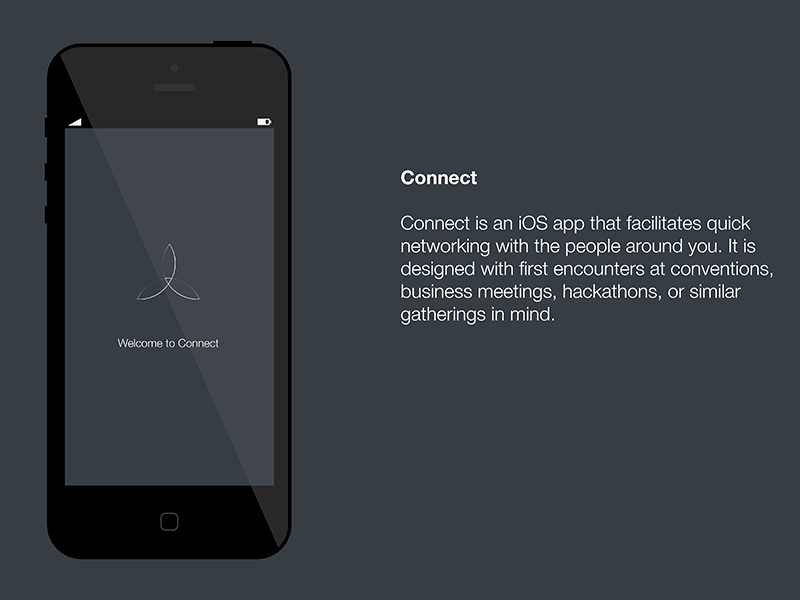 Welcome to Connect
Connect
Connect is an iOS app that facilitates quick
networking with the people around you. It is
designed with first encounters at conventions,
business meetings, hackathons, or similar
gatherings in mind.